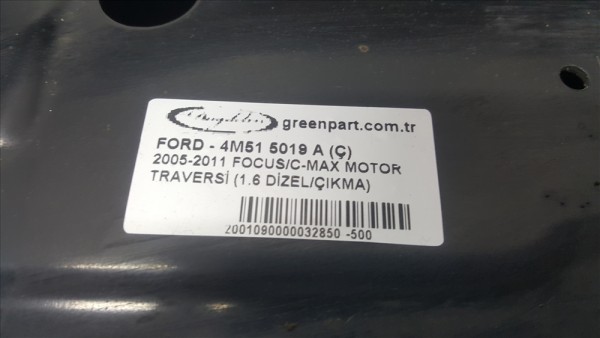 greenpart.com.tr
FORD - 4M51 5019 A (Ç)
2005-2011 FOCUS/C-MAX MOTOR
TRAVERSİ (1.6 DİZEL/ÇIKMA)
2001090000032850 -500